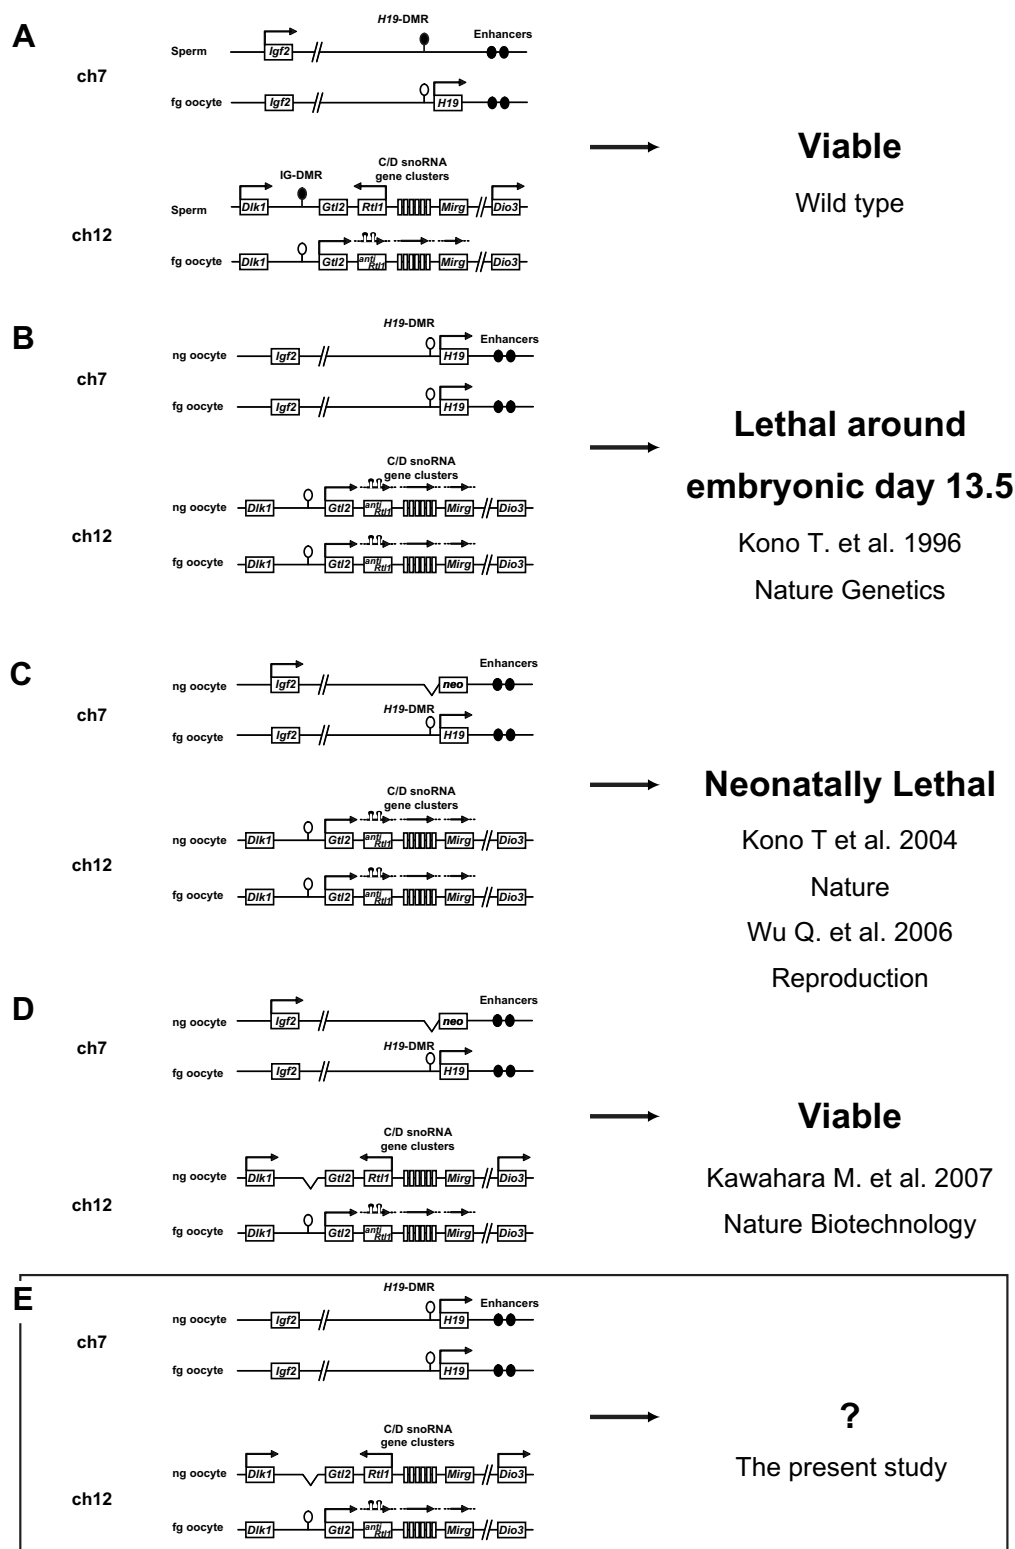 A
H19-DMR
Enhancers
Sperm
Igf2
ch7
fg oocyte
Igf2
H19
Viable
C/D snoRNA
gene clusters
IG-DMR
Sperm
Dlk1
Gtl2
Rtl1
Mirg
Dio3
Wild type
ch12
fg oocyte
Dlk1
Gtl2
anti
Rtl1
Mirg
Dio3
B
H19-DMR
Enhancers
ng oocyte
Igf2
H19
ch7
fg oocyte
Igf2
H19
Lethal around
embryonic day 13.5
C/D snoRNA
gene clusters
ng oocyte
Dlk1
Gtl2
anti
Rtl1
Mirg
Dio3
ch12
fg oocyte
Dlk1
Gtl2
anti
Rtl1
Mirg
Dio3
Kono T. et al. 1996
Nature Genetics
C
Enhancers
ng oocyte
Igf2
neo
ch7
H19-DMR
fg oocyte
Igf2
H19
Neonatally Lethal
C/D snoRNA
gene clusters
ng oocyte
Dlk1
Gtl2
anti
Rtl1
Mirg
Dio3
ch12
fg oocyte
Dlk1
Gtl2
anti
Rtl1
Mirg
Dio3
Kono T et al. 2004
Nature
Wu Q. et al. 2006
Reproduction
D
Enhancers
ng oocyte
Igf2
neo
ch7
H19-DMR
fg oocyte
Igf2
H19
Viable
C/D snoRNA
gene clusters
ng oocyte
Dlk1
Gtl2
Rtl1
Mirg
Dio3
ch12
fg oocyte
Dlk1
Gtl2
anti
Rtl1
Mirg
Dio3
Kawahara M. et al. 2007
Nature Biotechnology
E
H19-DMR
Enhancers
ng oocyte
Igf2
H19
ch7
fg oocyte
Igf2
H19
?
The present study
C/D snoRNA
gene clusters
ng oocyte
Dlk1
Gtl2
Rtl1
Mirg
Dio3
ch12
fg oocyte
Dlk1
Gtl2
anti
Rtl1
Mirg
Dio3